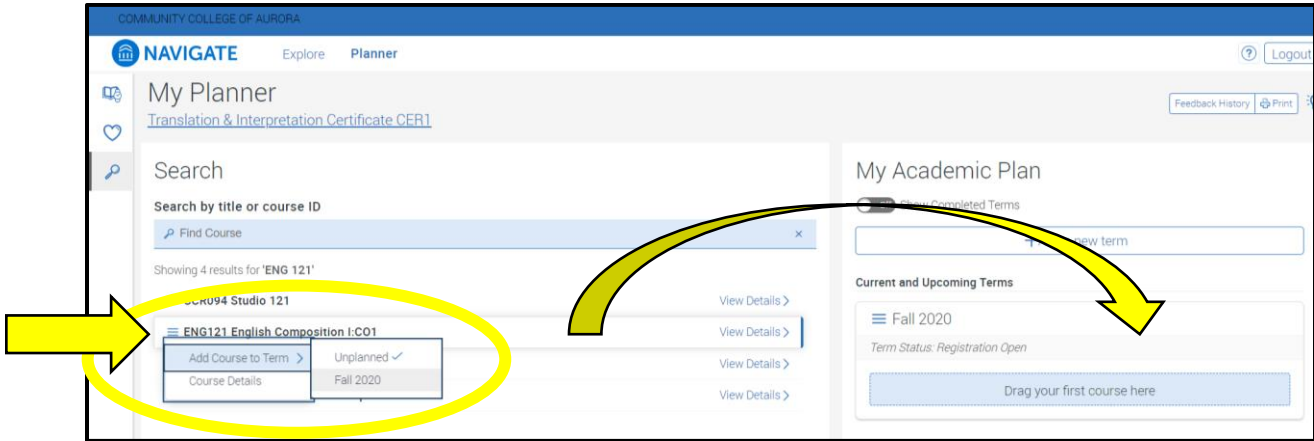 COMMUNITY COLLEGE OF AURORA
NAVIGATE Explore Planner ? Logout
My Planner
Translation & Interpretation Certificate CER1
Feedback History Print
Search
Search by title or course ID
Find Course ×
Showing 4 results for 'ENG 121'
Studio 121 View Details >
ENG121 English Composition I:CO1 View Details >
Add Course to Term > Unplanned ✓
View Details >
Course Details Fall 2020
View Details >
My Academic Plan
Show Completed Terms
new term
Current and Upcoming Terms
Fall 2020
Term Status: Registration Open
Drag your first course here